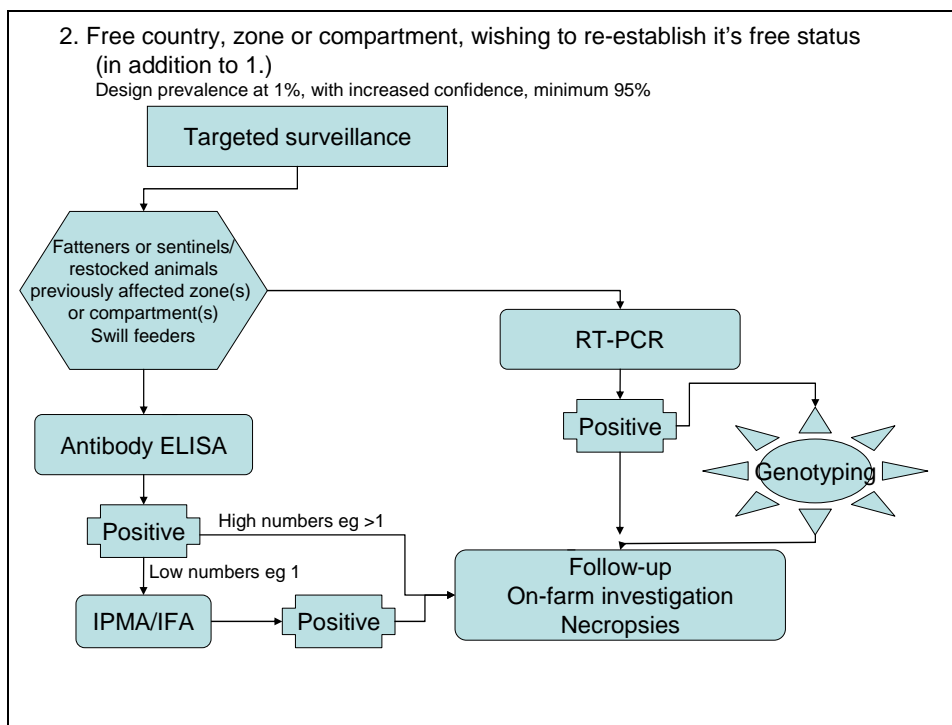 2. Free country, zone or compartment, wishing to re-establish it's free status
(in addition to 1.)
Design prevalence at 1%, with increased confidence, minimum 95%
Targeted surveillance
Fatteners or sentinels/
restocked animals
previously affected zone(s)
or compartment(s)
Swill feeders
RT-PCR
Positive
Genotyping
Antibody ELISA
Positive
High numbers eg >1
Low numbers eg 1
IPMA/IFA
Positive
Follow-up
On-farm investigation
Necropsies